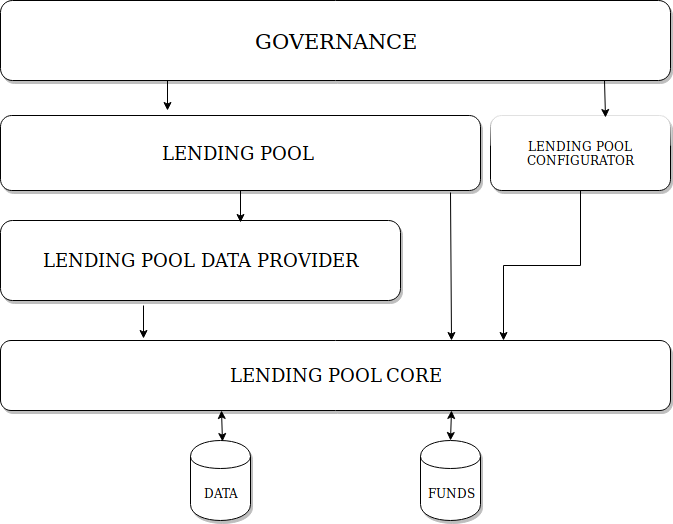 GOVERNANCE
LENDING POOL
LENDING POOL
CONFIGURATOR
LENDING POOL DATA PROVIDER
LENDING POOL CORE
DATA
FUNDS